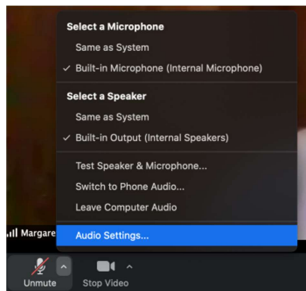 Select a Microphone
Same as System
✓ Built-in Microphone (Internal Microphone)
Select a Speaker
Same as System
✓ Built-in Output (Internal Speakers)
Test Speaker & Microphone...
Switch to Phone Audio...
Leave Computer Audio
Audio Settings...
Margare
Unmute
Stop Video